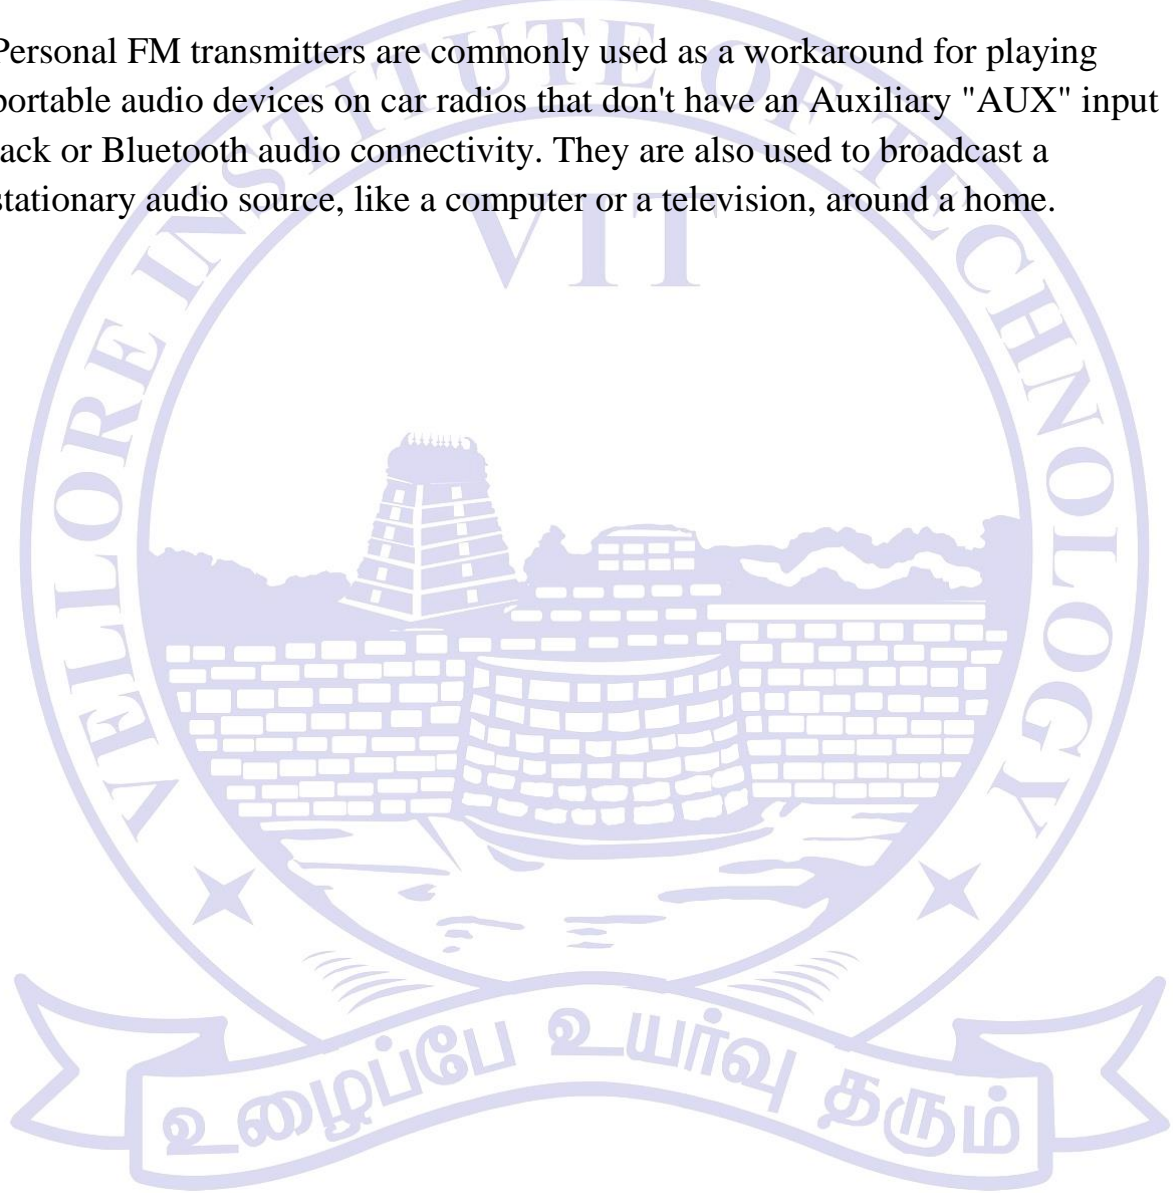 Personal FM transmitters are commonly used as a workaround for playing
portable audio devices on car radios that don't have an Auxiliary "AUX" input
jack or Bluetooth audio connectivity. They are also used to broadcast a
stationary audio source, like a computer or a television, around a home.
VELLORE INSTITUTE OF TECHNOLOGY
VIT
உழைப்பே உயர்வு தரும்